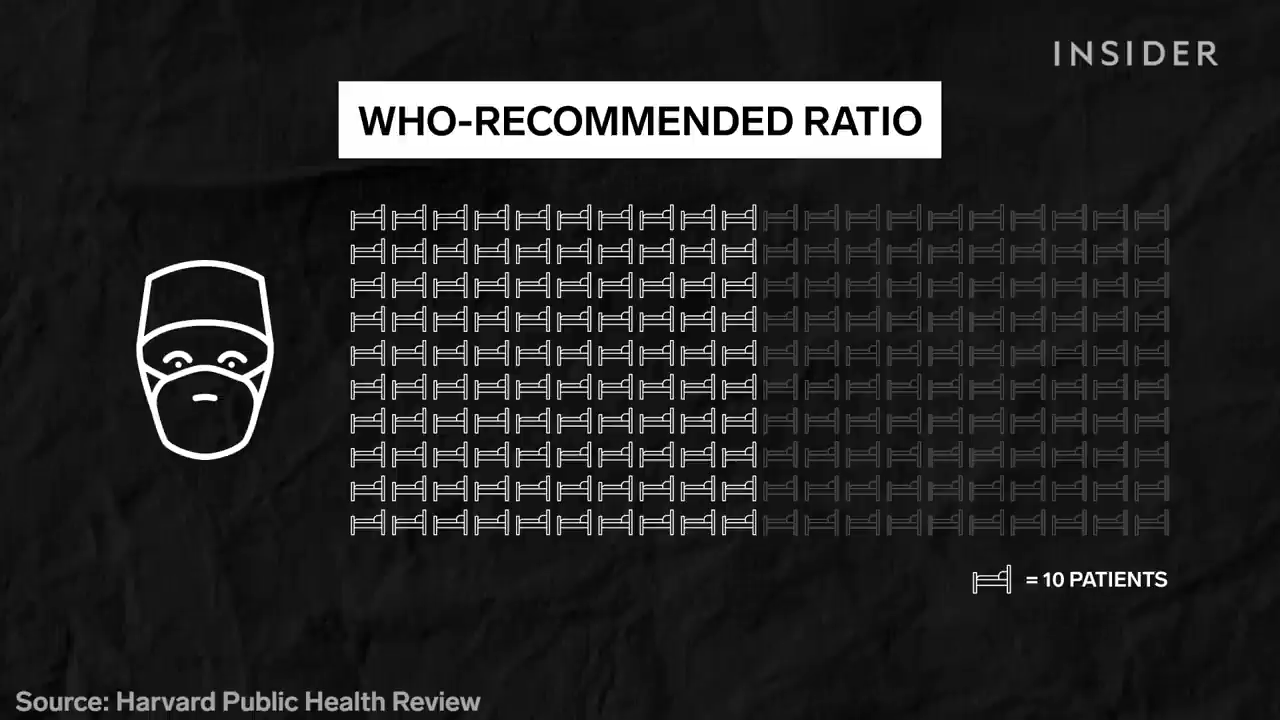 INSIDER
WHO-RECOMMENDED RATIO
= 10 PATIENTS
Source: Harvard Public Health Review